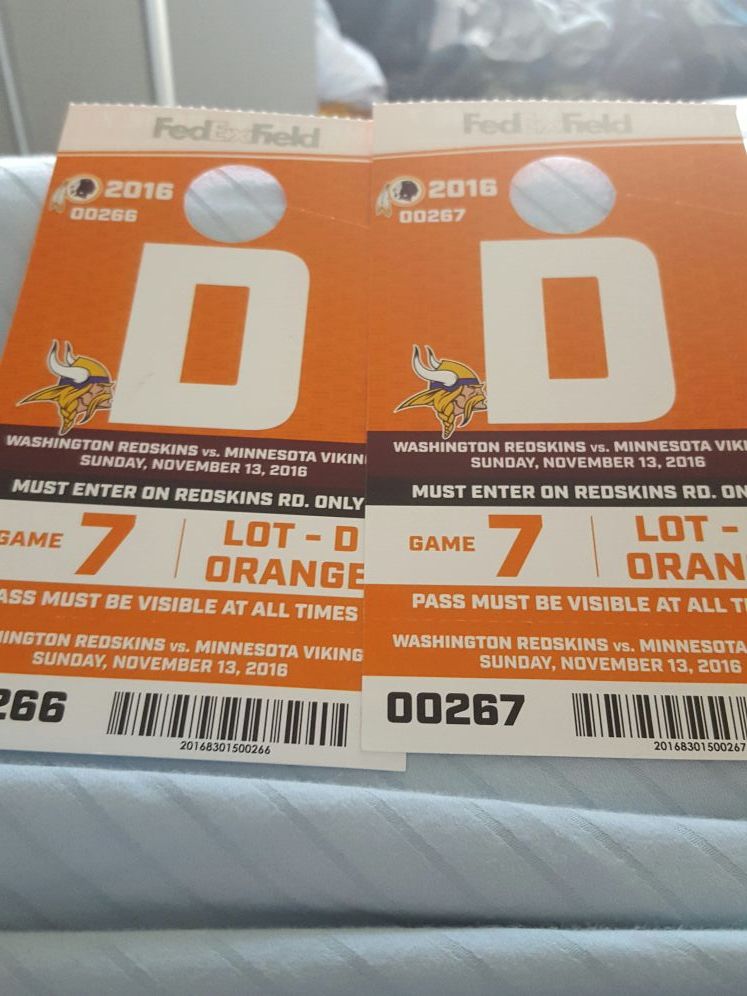 FedExField
2016
00266
D
WASHINGTON REDSKINS vs. MINNESOTA VIKIN
SUNDAY, NOVEMBER 13, 2016
MUST ENTER ON REDSKINS RD. ONLY
GAME 7
LOT - D
ORANGE
ASS MUST BE VISIBLE AT ALL TIMES
INGTON REDSKINS vs. MINNESOTA VIKING
SUNDAY, NOVEMBER 13, 2016
266
20168301500266
FedExField
2016
00267
D
WASHINGTON REDSKINS vs. MINNESOTA VIKI
SUNDAY, NOVEMBER 13, 2016
MUST ENTER ON REDSKINS RD. ON
GAME 7
LOT -
ORAN
PASS MUST BE VISIBLE AT ALL TI
WASHINGTON REDSKINS vs. MINNESOTA
SUNDAY, NOVEMBER 13, 2016
00267
20168301500267